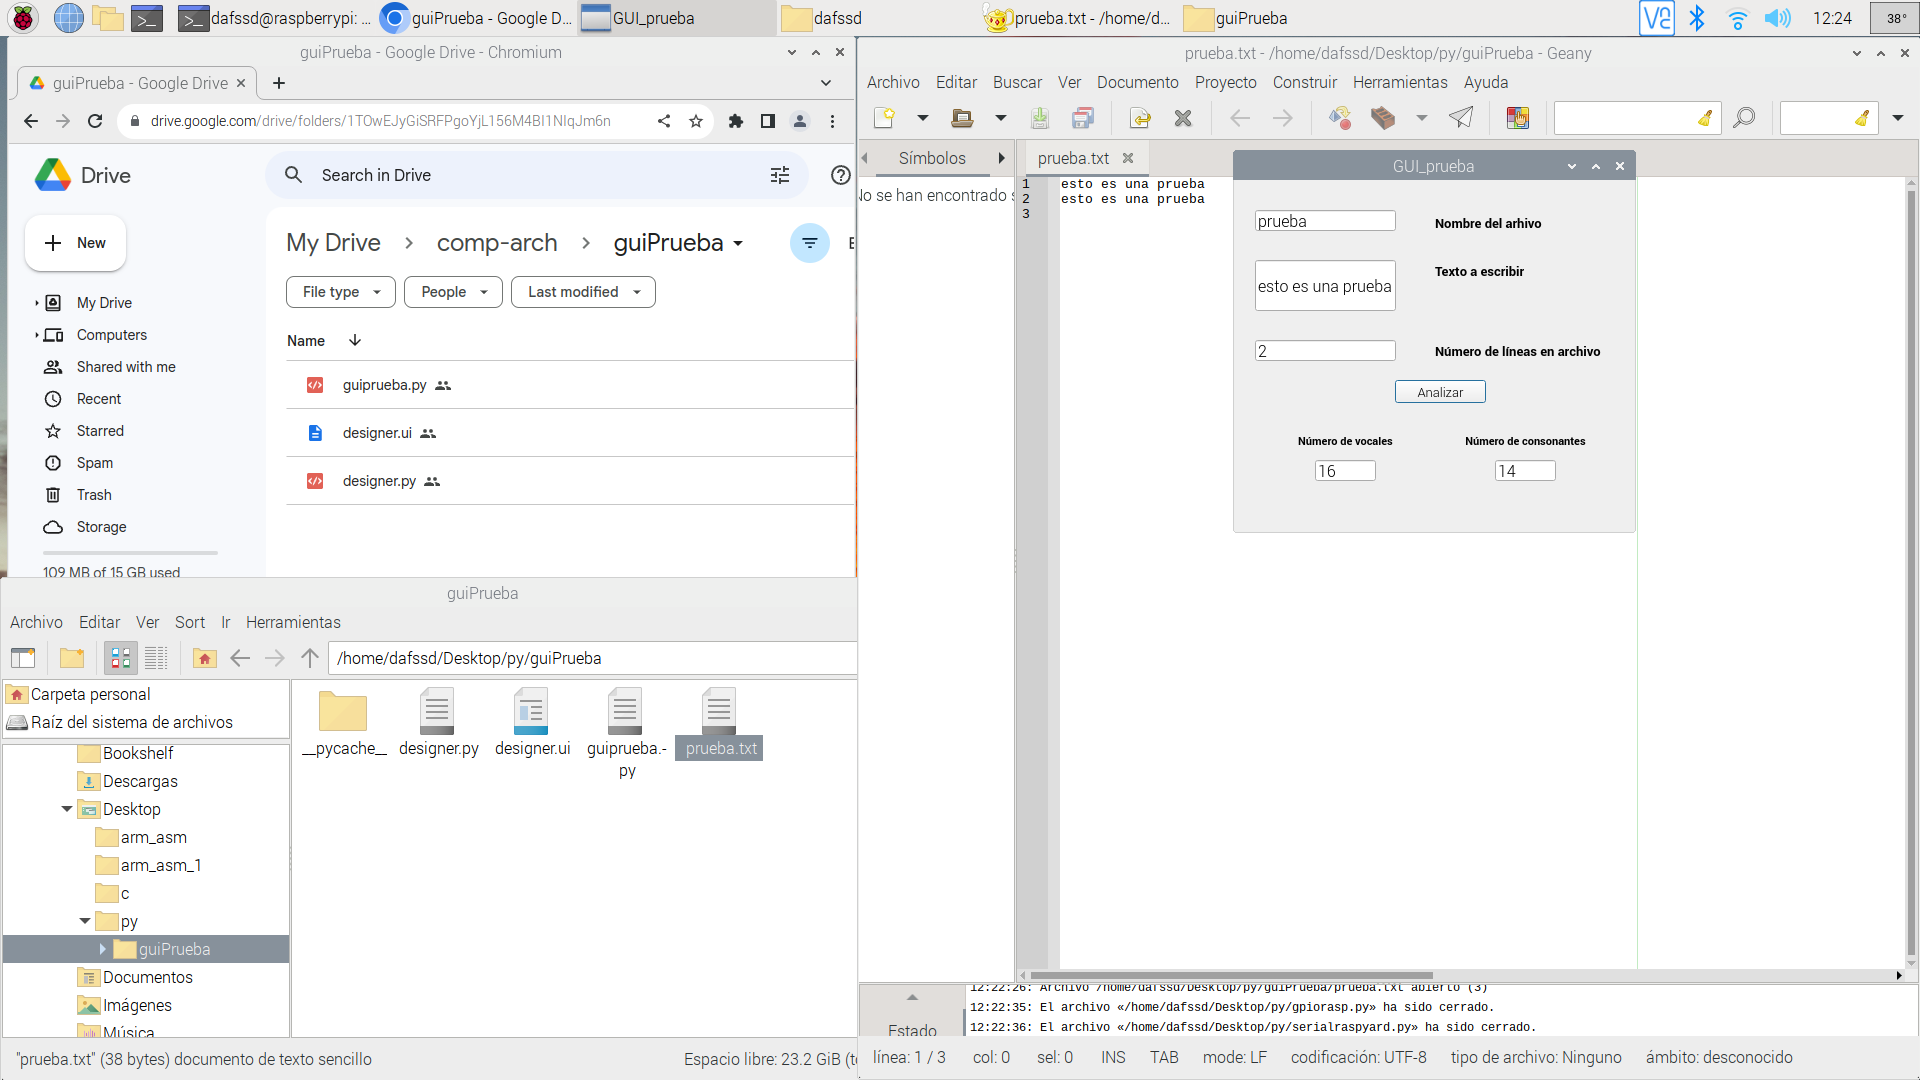 dafssd@raspberrypi: ...
guiPrueba - Google D...
GUI_prueba
dafssd
prueba.txt - /home/d...
guiPrueba
12:24
38°
guiPrueba - Google Drive - Chromium
guiPrueba - Google Drive
drive.google.com/drive/folders/1TOwEJyGiSRFPgoYjL156M4BI1NIqJm6n
Drive
Search in Drive
New
My Drive
Computers
Shared with me
Recent
Starred
Spam
Trash
Storage
109 MB of 15 GB used
My Drive
comp-arch
guiPrueba
File type
People
Last modified
Name
guiprueba.py
designer.ui
designer.py
guiPrueba
Archivo Editar Ver Sort Ir Herramientas
/home/dafssd/Desktop/py/guiPrueba
Carpeta personal
Raíz del sistema de archivos
Bookshelf
Descargas
Desktop
arm_asm
arm_asm_1
c
py
guiPrueba
Documentos
Imágenes
Música
__pycache__
designer.py
designer.ui
guiprueba.-
py
prueba.txt
"prueba.txt" (38 bytes) documento de texto sencillo
Espacio libre: 23.2 GiB
prueba.txt - /home/dafssd/Desktop/py/guiPrueba - Geany
Archivo Editar Buscar Ver Documento Proyecto Construir Herramientas Ayuda
Símbolos
No se han encontrado s
prueba.txt
1 esto es una prueba
2 esto es una prueba
3
GUI_prueba
prueba
Nombre del arhivo
esto es una prueba
Texto a escribir
2
Número de líneas en archivo
Analizar
Número de vocales
Número de consonantes
16
14
Estado
12:22:26: Archivo /home/dafssd/Desktop/py/guiPrueba/prueba.txt abierto (3)
12:22:35: El archivo «/home/dafssd/Desktop/py/gpiorasp.py» ha sido cerrado.
12:22:36: El archivo «/home/dafssd/Desktop/py/serialraspyard.py» ha sido cerrado.
línea: 1 / 3 col: 0 sel: 0 INS TAB mode: LF codificación: UTF-8 tipo de archivo: Ninguno ámbito: desconocido